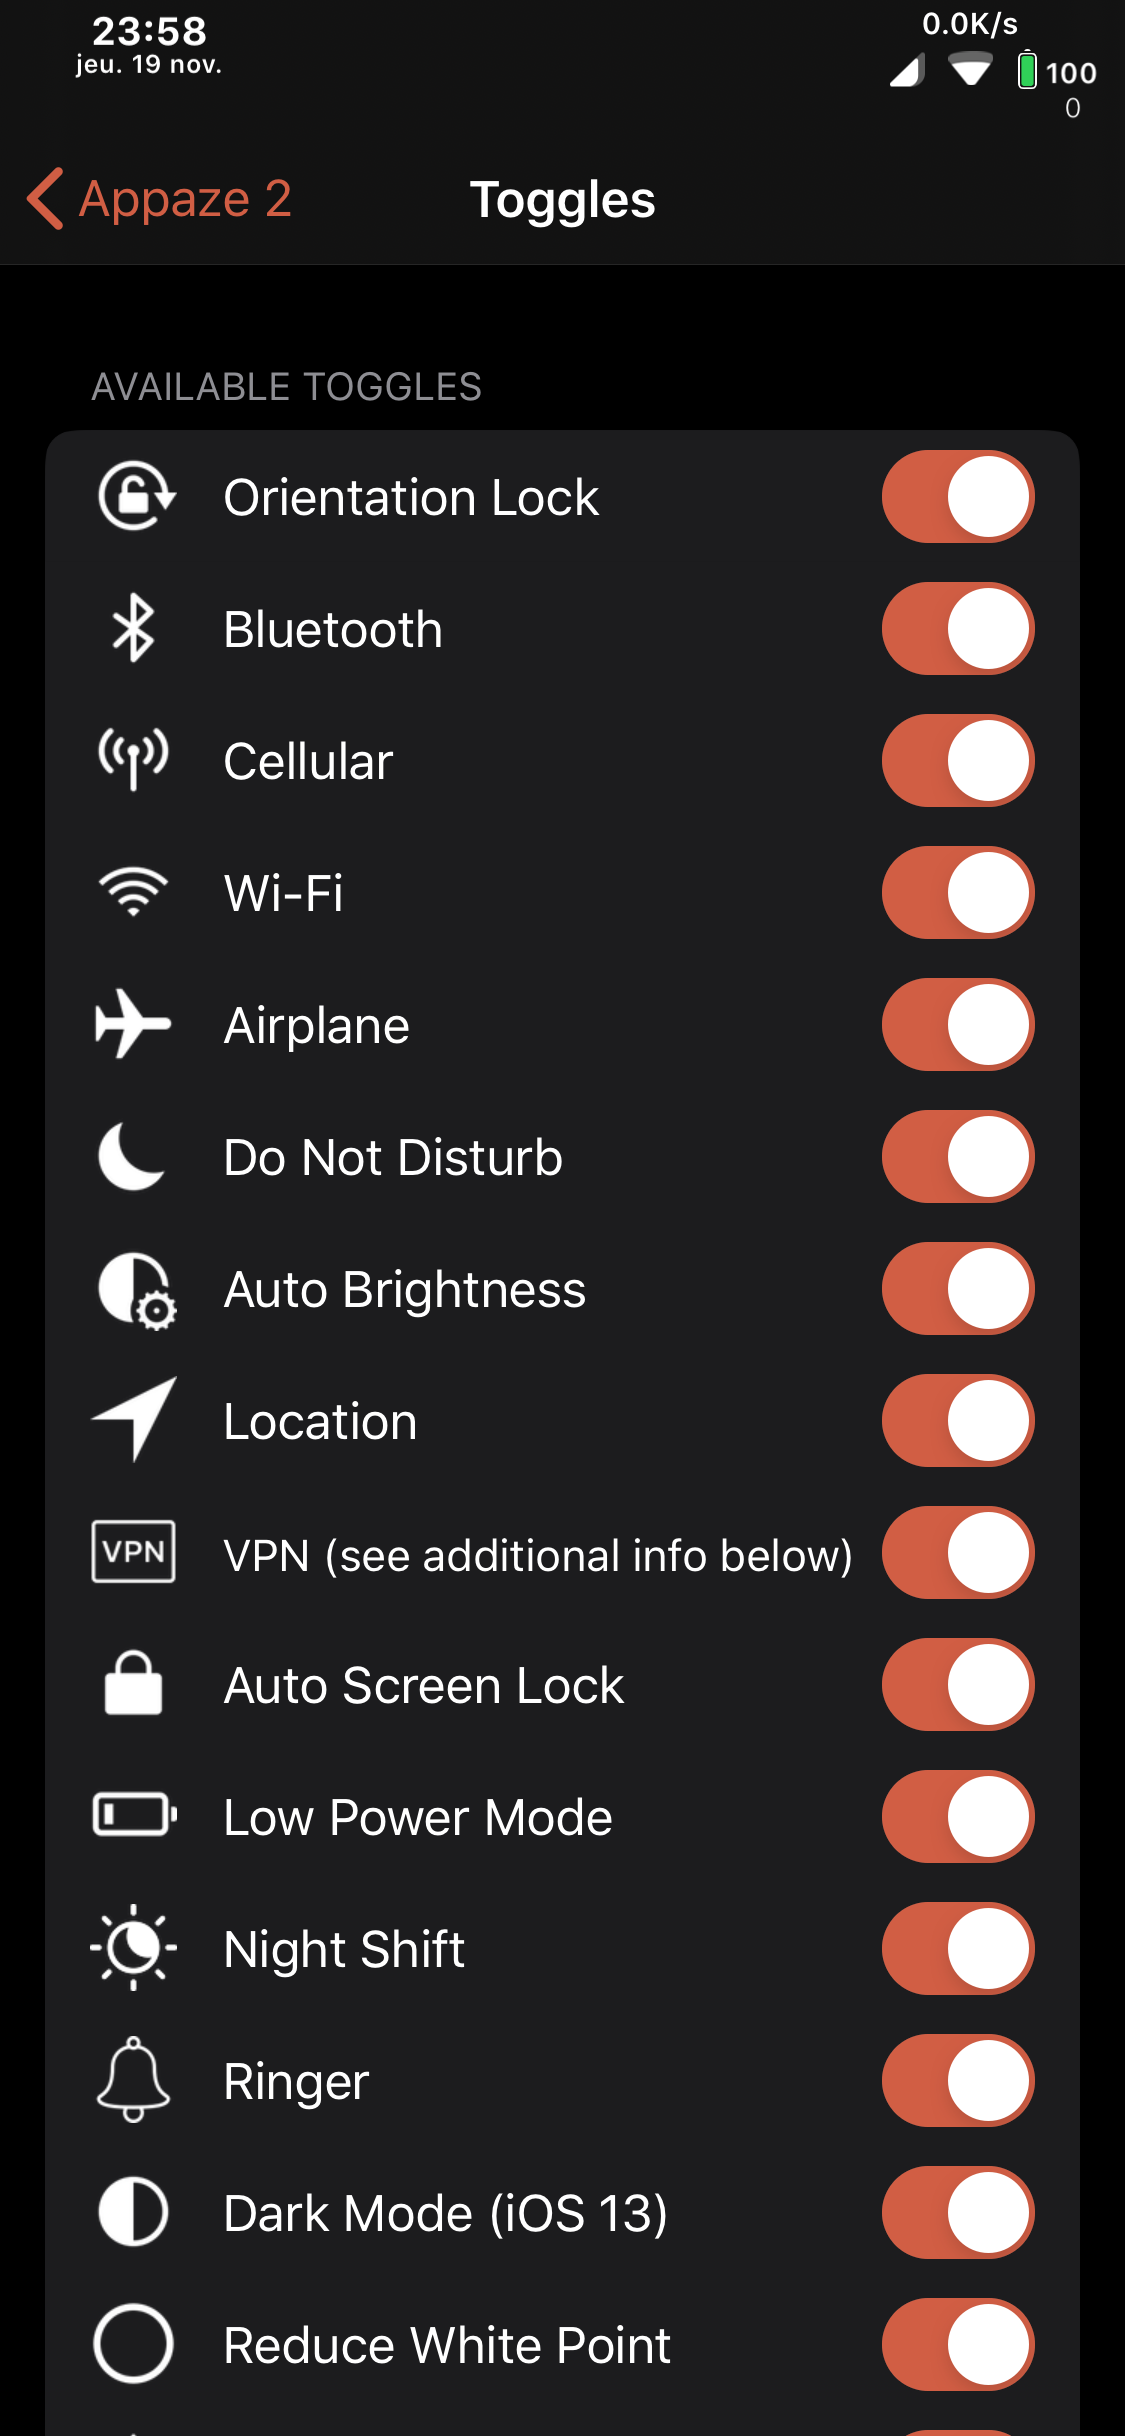 23:58
0.0K/s
jeu. 19 nov.
100
0
Appaze 2
Toggles
AVAILABLE TOGGLES
Orientation Lock
Bluetooth
Cellular
Wi-Fi
Airplane
Do Not Disturb
Auto Brightness
Location
VPN VPN (see additional info below)
Auto Screen Lock
Low Power Mode
Night Shift
Ringer
Dark Mode (iOS 13)
Reduce White Point